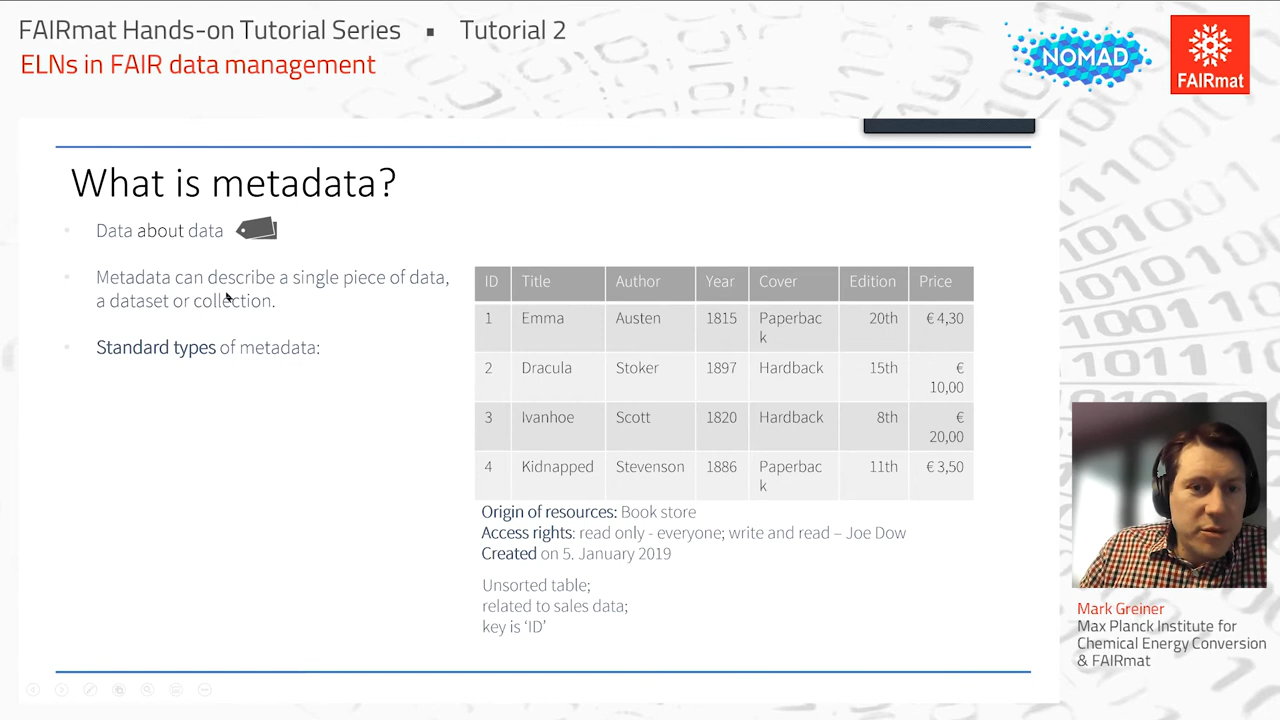 FAIRmat Hands-on Tutorial Series ▪ Tutorial 2
ELNs in FAIR data management
NOMAD
FAIRmat
What is metadata?
Data about data
Metadata can describe a single piece of data,
a dataset or collection.
Standard types of metadata:
ID Title Author Year Cover Edition Price
1 Emma Austen 1815 Paperbac 20th € 4,30
k
2 Dracula Stoker 1897 Hardback 15th €
10,00
3 Ivanhoe Scott 1820 Hardback 8th €
20,00
4 Kidnapped Stevenson 1886 Paperbac 11th € 3,50
k
Origin of resources: Book store
Access rights: read only - everyone; write and read – Joe Dow
Created on 5. January 2019
Unsorted table;
related to sales data;
key is ‘ID’
Mark Greiner
Max Planck Institute for
Chemical Energy Conversion
& FAIRmat